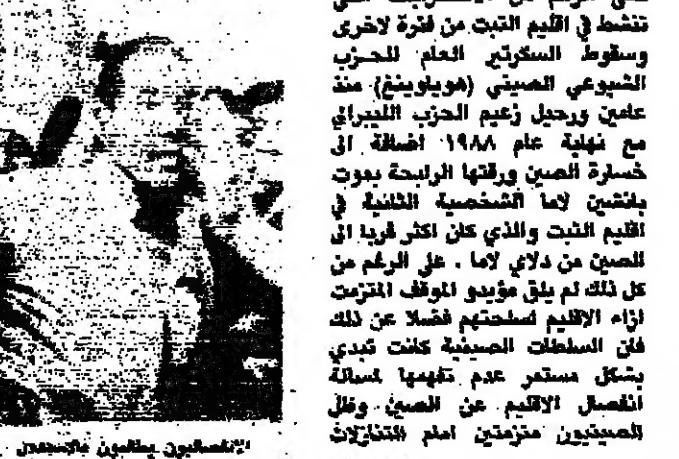 تنشط في اقليم التبت من فترة لاخرى
وسقوط السكرتير العام للحزب
الشيوعي الصيني (هوياوينغ) منذ
عامين ورحيل زعيم الحزب الليبرالي
مع نهاية عام ١٩٨٨ اضافة الى
خسارة الصين ورقتها الرابحة بموت
بانشين لاما الشخصية الثانية في
اقليم التبت والذي كان اكثر قربا الى
الصين من دلاي لاما . على الرغم من
كل ذلك لم يلق مؤيدو الموقف المتزمت
ازاء الاقليم اسلحتهم فضلا عن ذلك
فان السلطات الصينية كانت تبدي
بشكل مستمر عدم تفهمها لمسالة
انفصال الاقليم عن الصين وظل
الصينيون متزمتين امام التنازلات
الانفصاليون يطالبون بالاستقلال